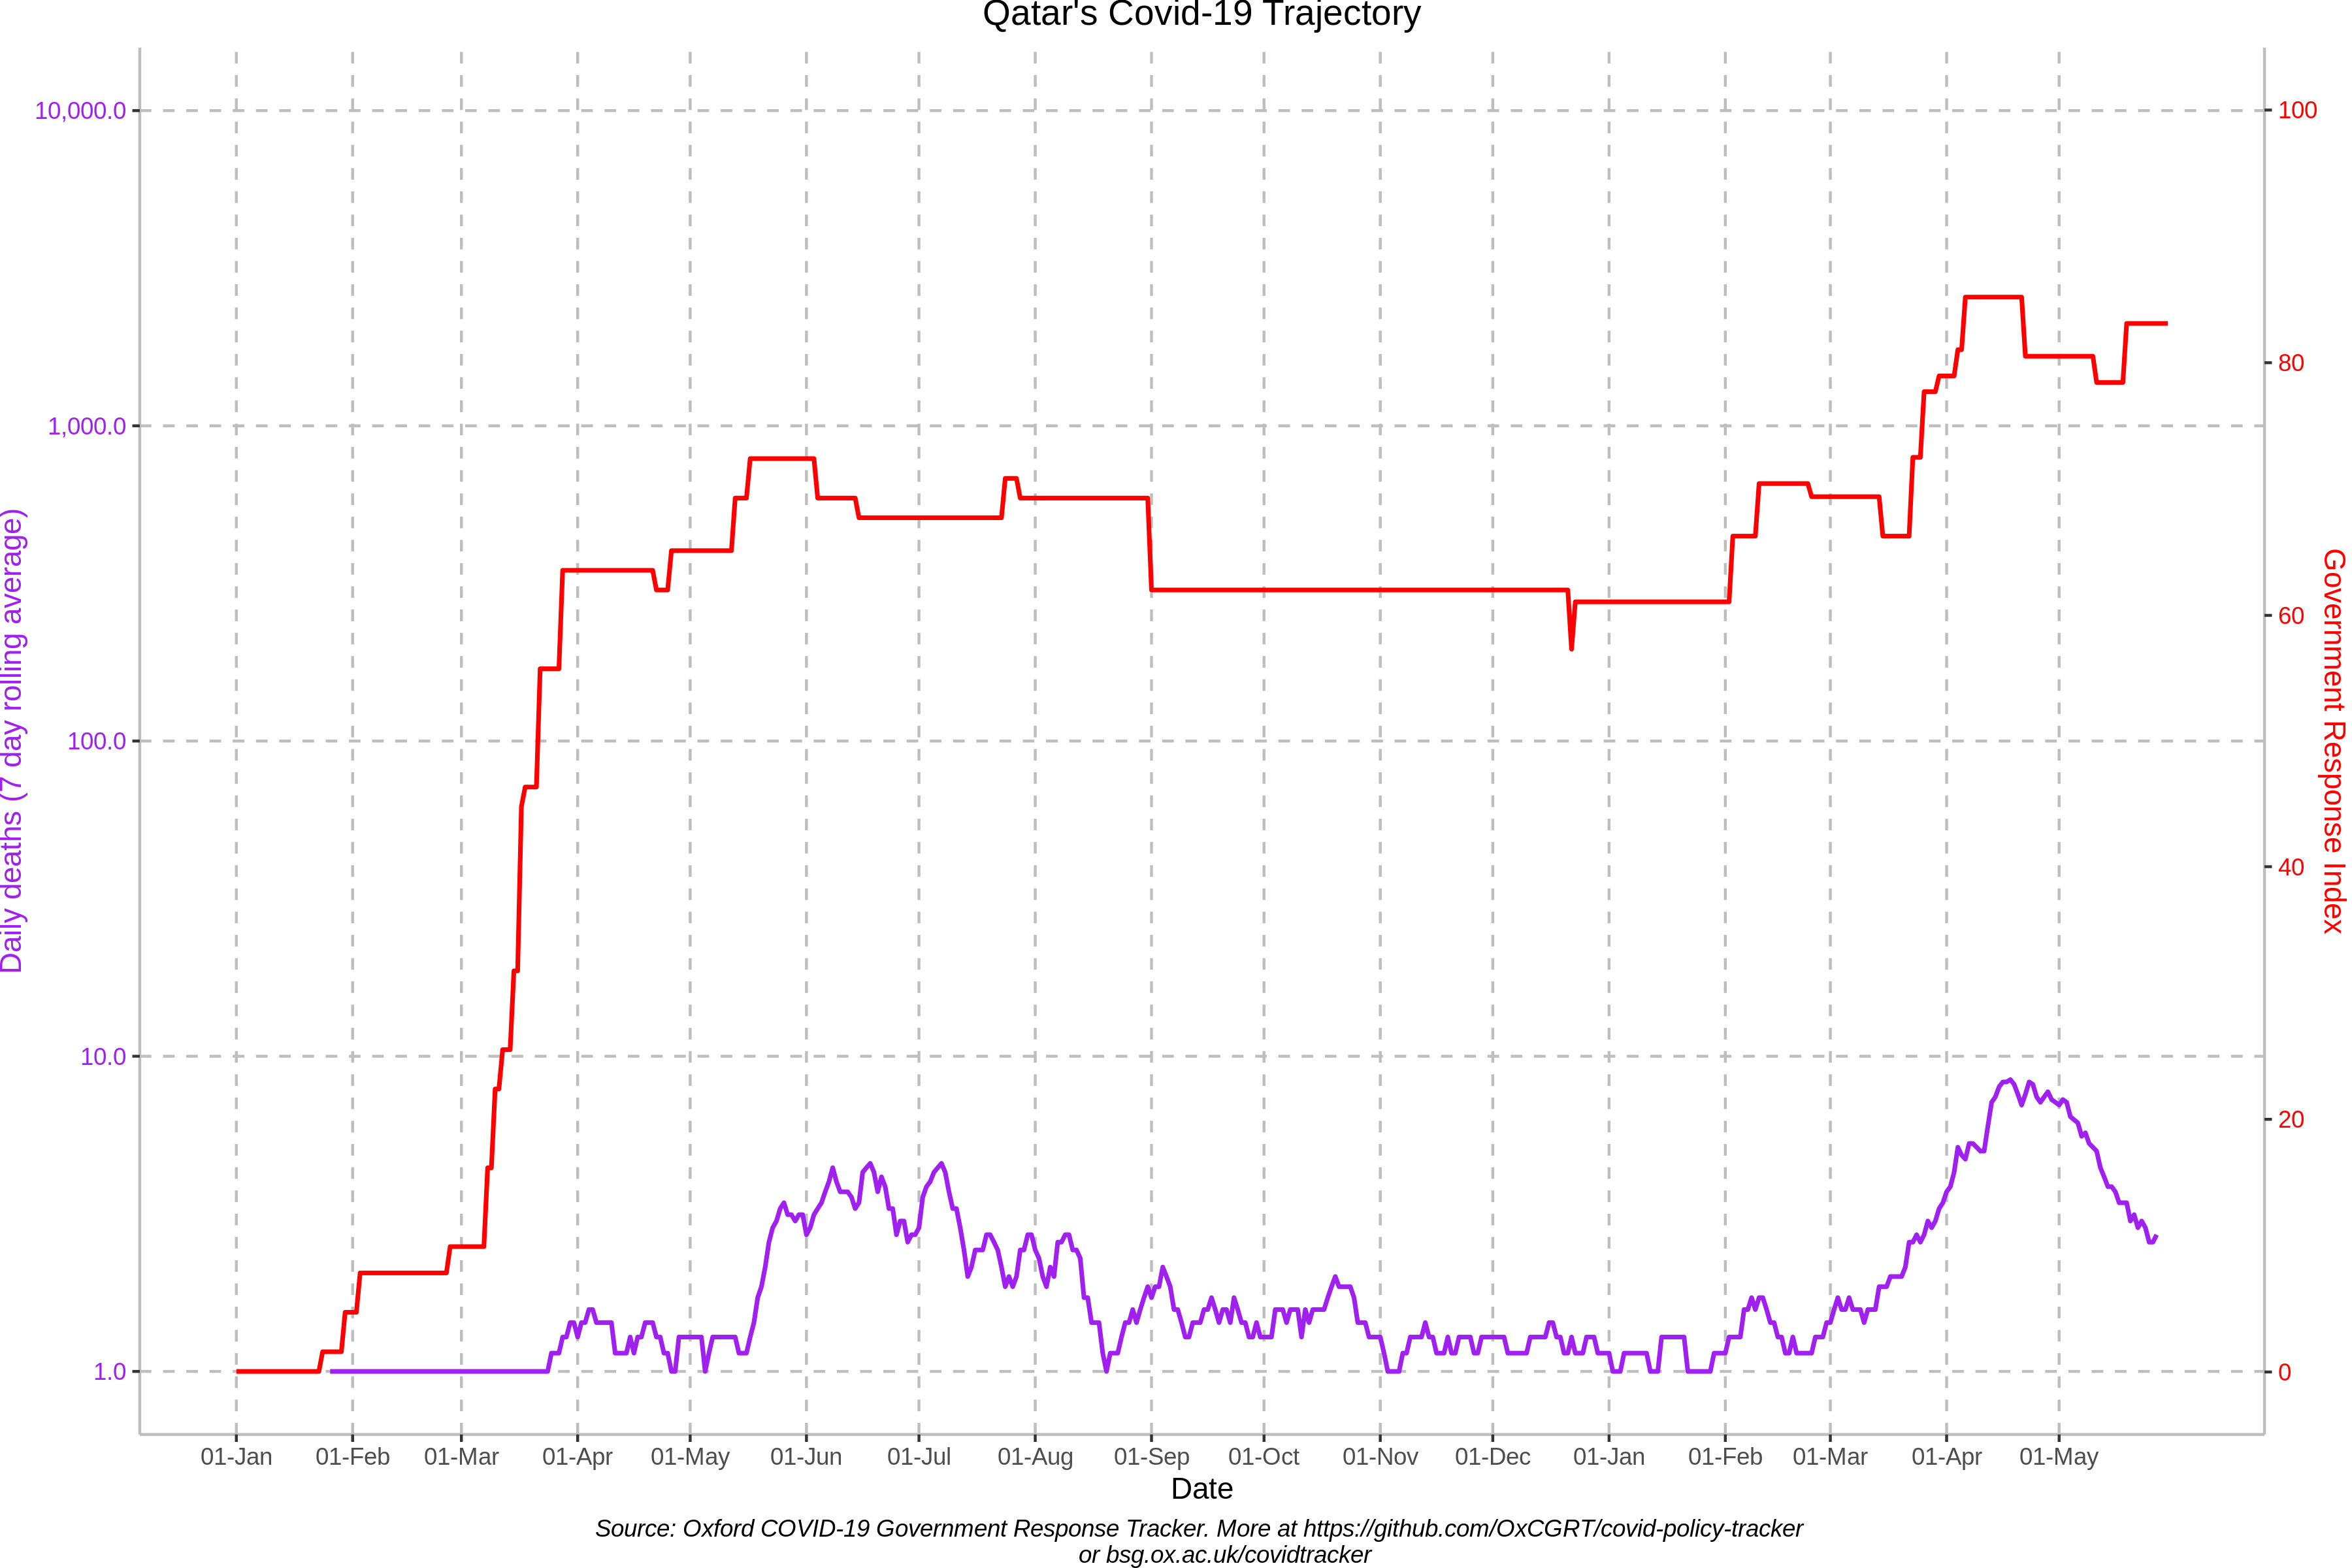 Qatar's Covid-19 Trajectory
10,000.0
1,000.0
100.0
10.0
1.0
Daily deaths (7 day rolling average)
100
80
60
40
20
0
Government Response Index
01-Jan 01-Feb 01-Mar 01-Apr 01-May 01-Jun 01-Jul 01-Aug 01-Sep 01-Oct 01-Nov 01-Dec 01-Jan 01-Feb 01-Mar 01-Apr 01-May
Date
Source: Oxford COVID-19 Government Response Tracker. More at https://github.com/OxCGRT/covid-policy-tracker
or bsg.ox.ac.uk/covidtracker